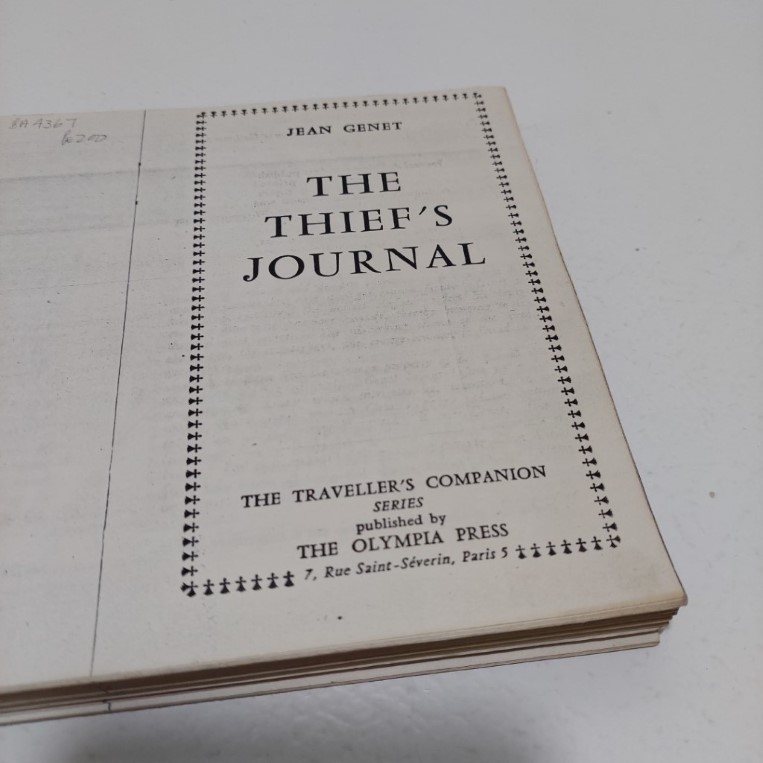 JEAN GENET
THE
THIEF'S
JOURNAL
THE TRAVELLER'S COMPANION
SERIES
published by
THE OLYMPIA PRESS
7, Rue Saint-Séverin, Paris 5